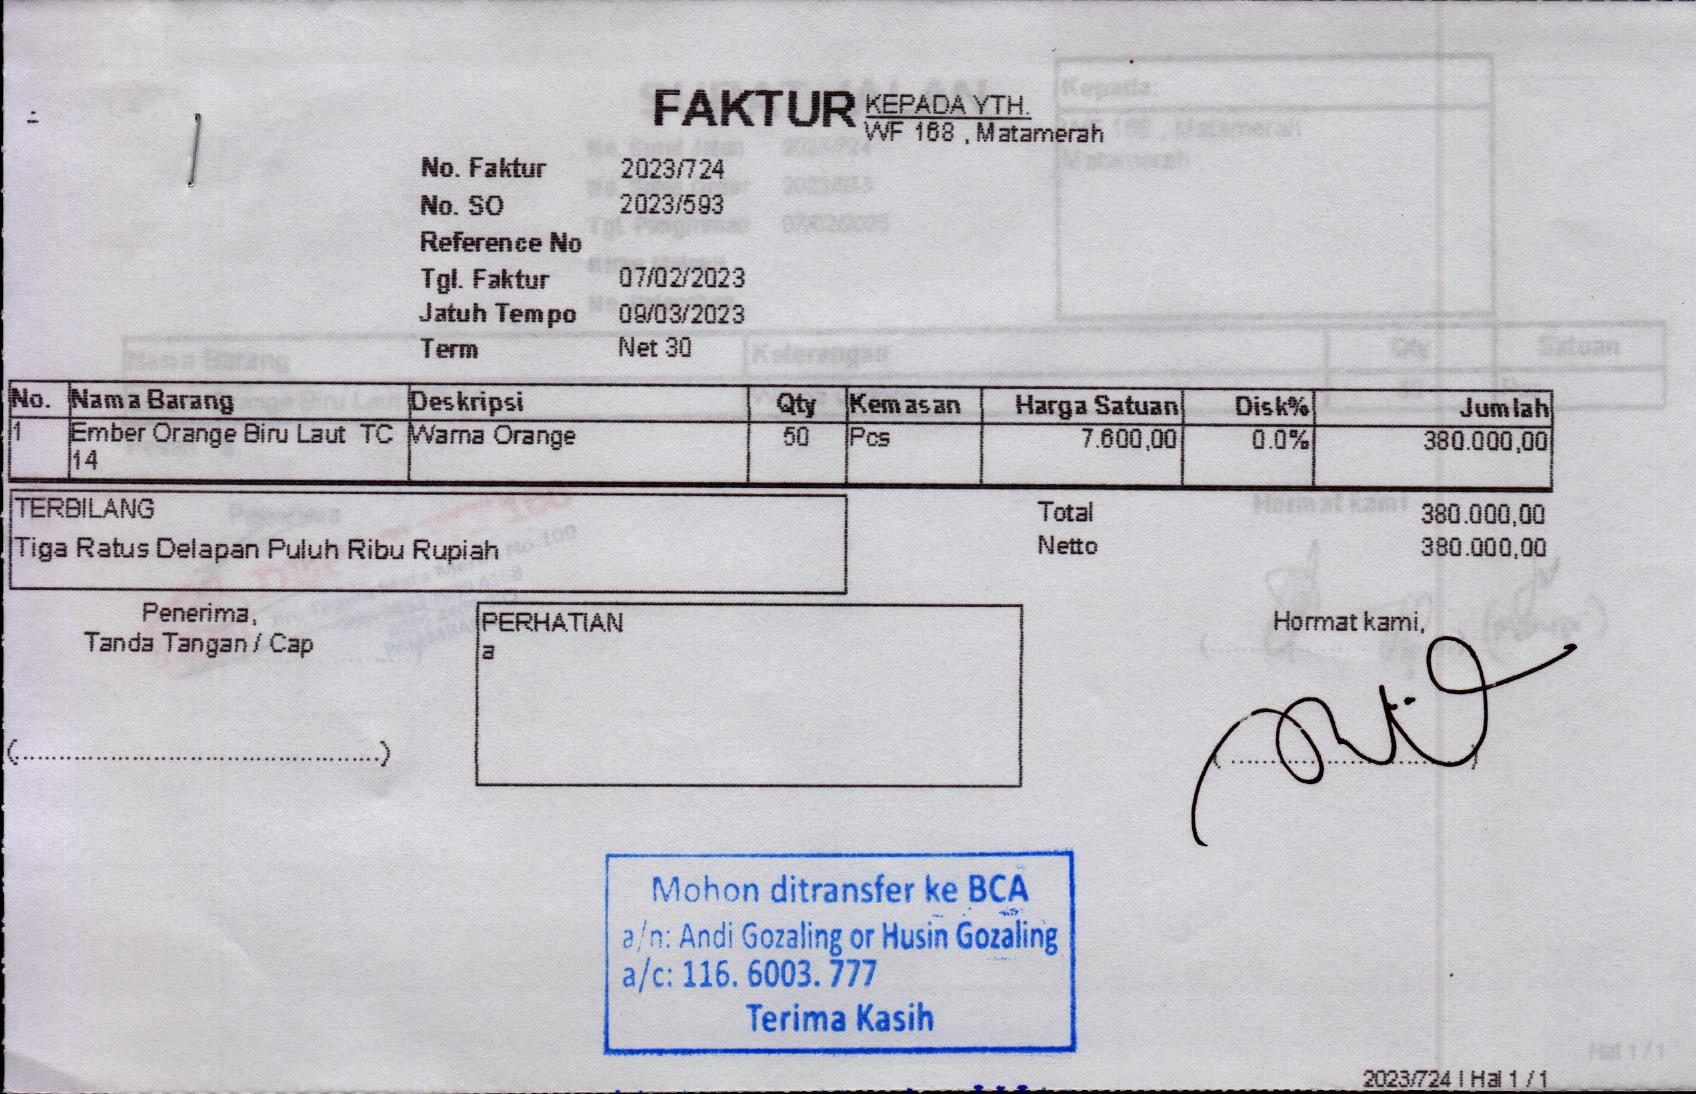 FAKTUR
KEPADA YTH.
WF 168 , Matamerah
No. Faktur 2023/724
No. SO 2023/593
Reference No
Tgl. Faktur 07/02/2023
Jatuh Tempo 09/03/2023
Term Net 30
No. Nama Barang Deskripsi Qty Kemasan Harga Satuan Disk% Jumlah
1 Ember Orange Biru Laut TC Warna Orange 50 Pcs 7.600,00 0.0% 380.000,00
14
TERBILANG
Tiga Ratus Delapan Puluh Ribu Rupiah
Total 380.000,00
Netto 380.000,00
Penerima,
Tanda Tangan / Cap
(................................................)
PERHATIAN
a
Hormat kami,
Mohon ditransfer ke BCA
a/n: Andi Gozaling or Husin Gozaling
a/c: 116. 6003. 777
Terima Kasih
2023/724 | Hal 1 / 1